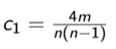 c₁ = 4m / n(n−1)